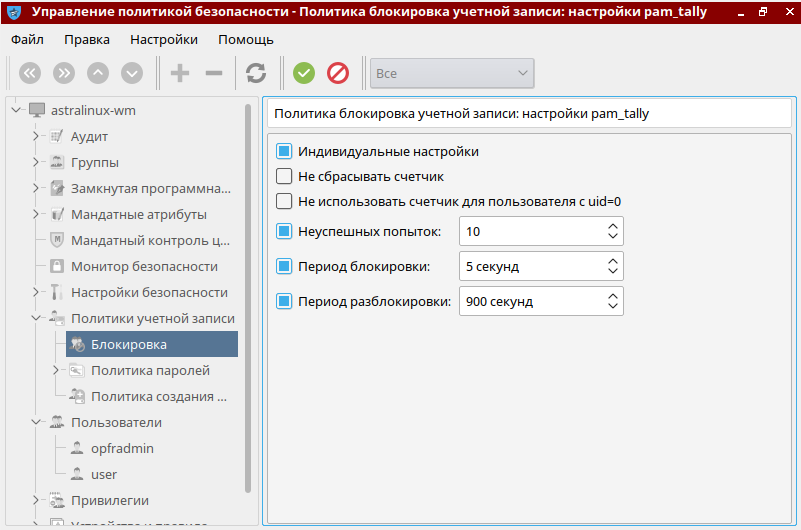 Управление политикой безопасности - Политика блокировка учетной записи: настройки pam_tally
Файл Правка Настройки Помощь
Все
astralinux-wm
Аудит
Группы
Замкнутая программна...
Мандатные атрибуты
Мандатный контроль ц...
Монитор безопасности
Настройки безопасности
Политики учетной записи
Блокировка
Политика паролей
Политика создания ...
Пользователи
opfradmin
user
Привилегии
Устройства и правила
Политика блокировка учетной записи: настройки pam_tally
Индивидуальные настройки
Не сбрасывать счетчик
Не использовать счетчик для пользователя с uid=0
Неуспешных попыток: 10
Период блокировки: 5 секунд
Период разблокировки: 900 секунд